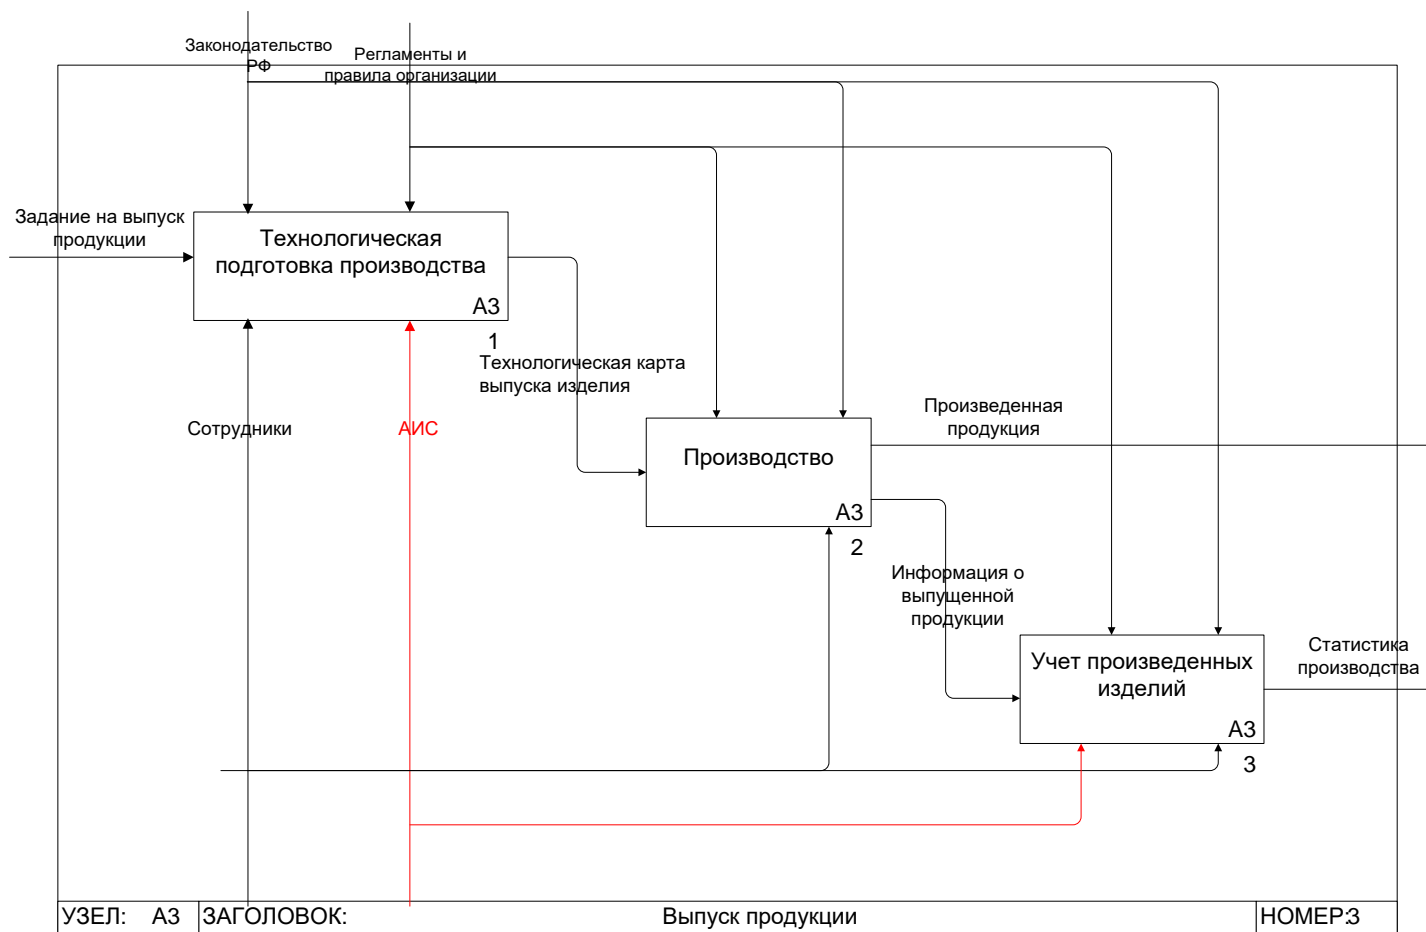 Законодательство
РФ
Регламенты и
правила организации
Задание на выпуск
продукции
Технологическая
подготовка производства
А3
1
Технологическая карта
выпуска изделия
Сотрудники
АИС
Производство
А3
2
Произведенная
продукция
Информация о
выпущенной
продукции
Учет произведенных
изделий
А3
3
Статистика
производства
УЗЕЛ: А3 ЗАГОЛОВОК: Выпуск продукции НОМЕР:3